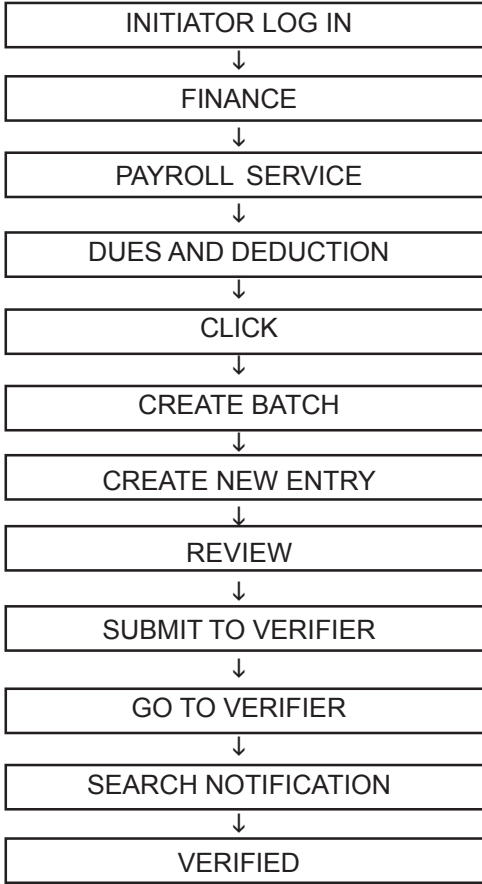 INITIATOR LOG IN
↓
FINANCE
↓
PAYROLL SERVICE
↓
DUES AND DEDUCTION
↓
CLICK
↓
CREATE BATCH
↓
CREATE NEW ENTRY
↓
REVIEW
↓
SUBMIT TO VERIFIER
↓
GO TO VERIFIER
↓
SEARCH NOTIFICATION
↓
VERIFIED